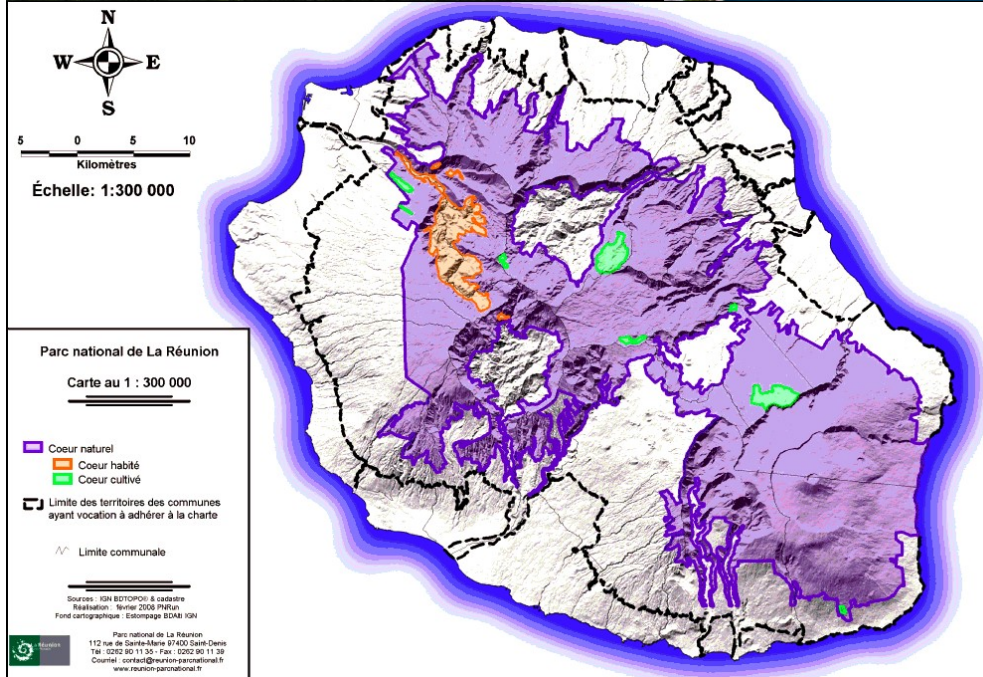 N
W E
S
5 0 5 10
Kilomètres
Échelle: 1:300 000
Parc national de La Réunion
Carte au 1 : 300 000
Coeur naturel
Coeur habité
Coeur cultivé
Limite des territoires des communes
ayant vocation à adhérer à la charte
Limite communale
Sources : IGN BDTOPO® & cadastre
Réalisation : février 2008 PNRun
Fond cartographique : Estompage BDAlti IGN
La Réunion
Parc national de La Réunion
112 rue de Sainte-Marie 97400 Saint-Denis
Tél : 0262 90 11 35 - Fax : 0262 90 11 39
Courriel : contact@reunion-parcnational.fr
www.reunion-parcnational.fr